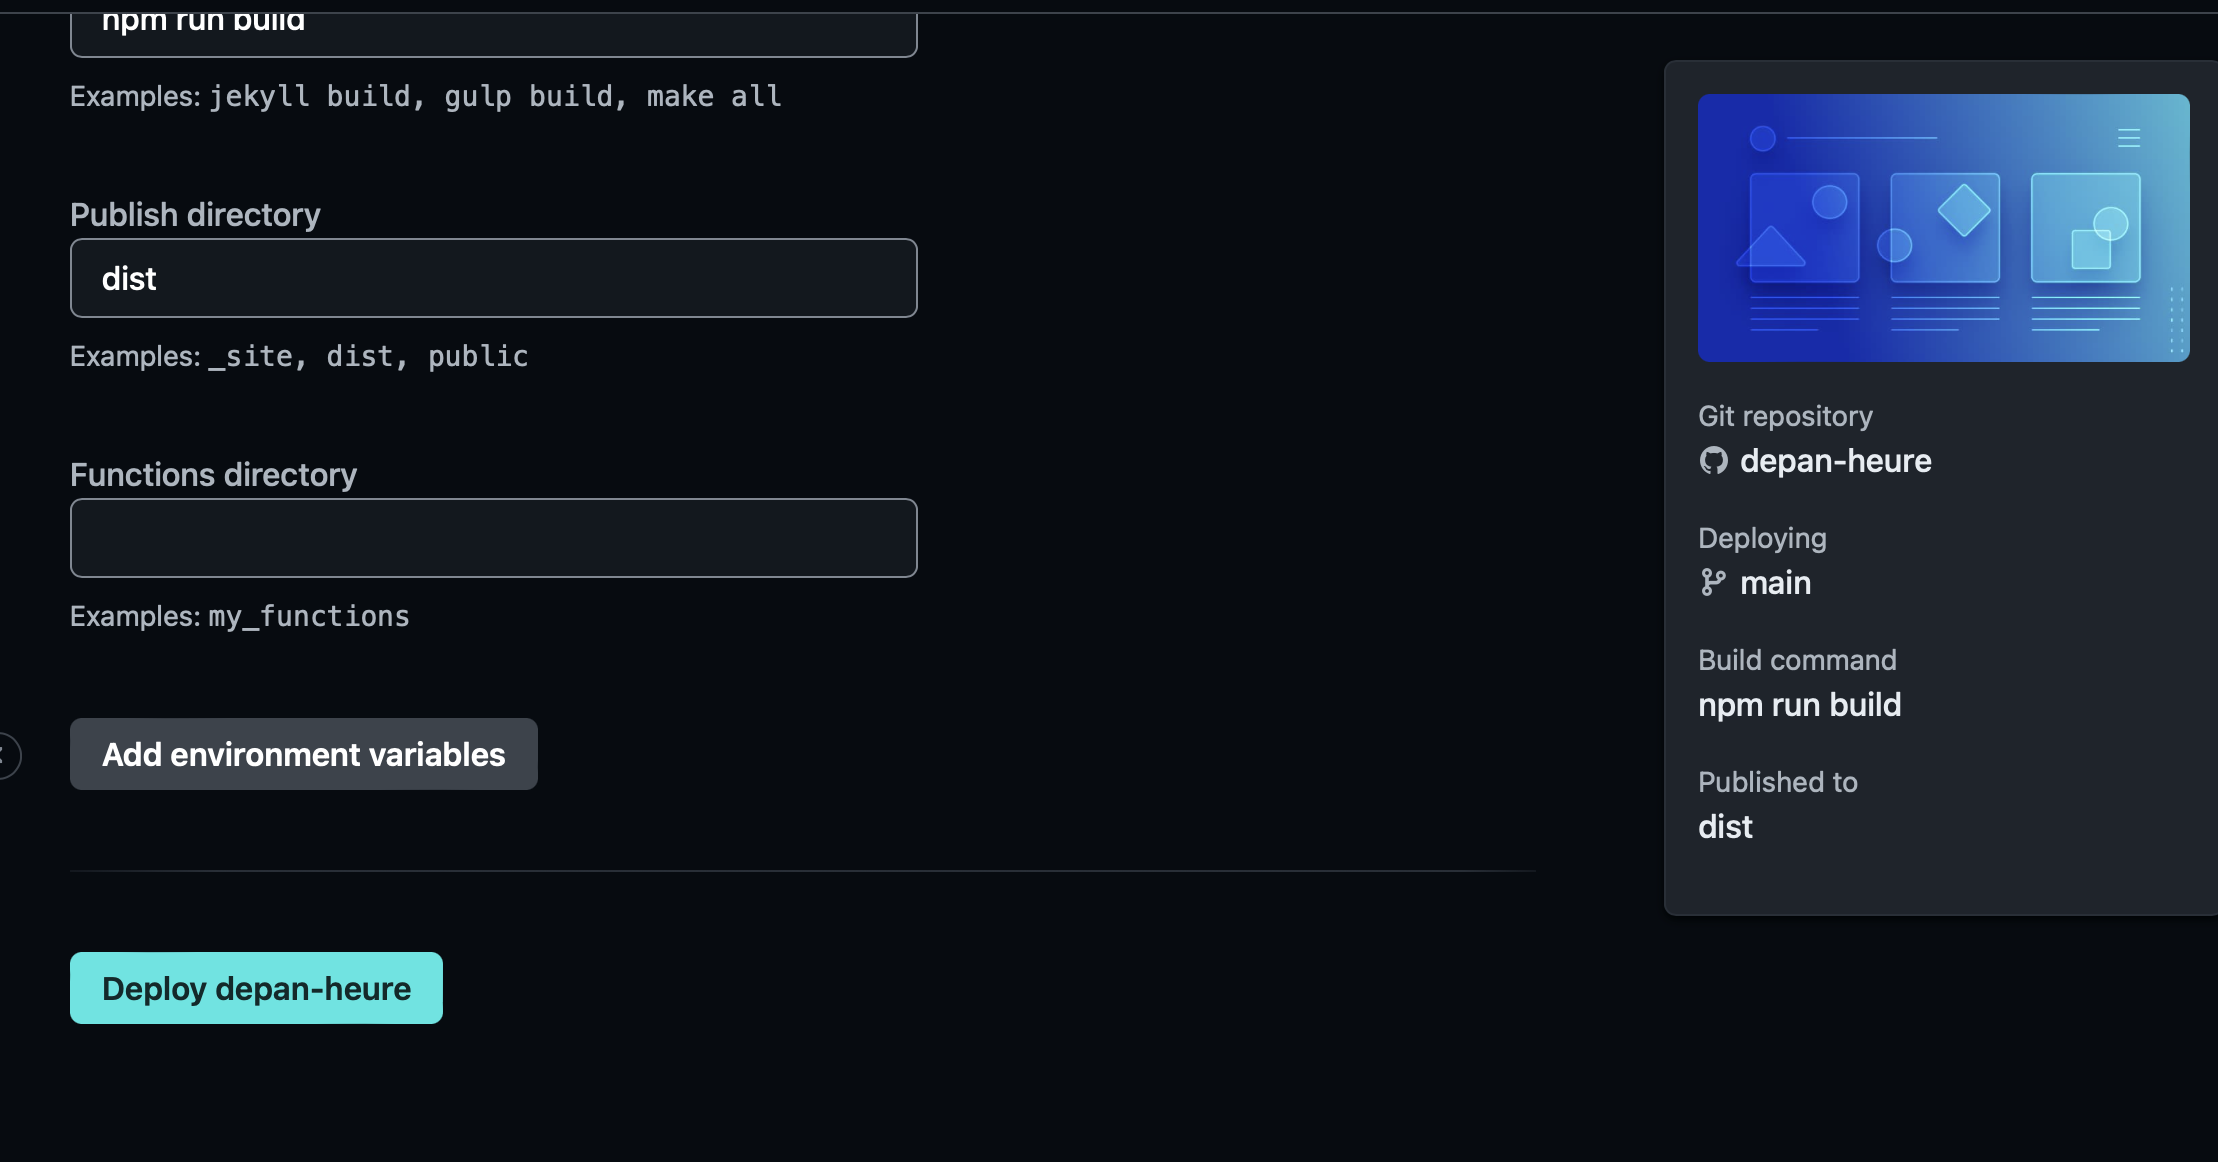 npm run build
Examples: jekyll build, gulp build, make all
Publish directory
dist
Examples: _site, dist, public
Functions directory
Examples: my_functions
Add environment variables
Deploy depan-heure
Git repository
depan-heure
Deploying
main
Build command
npm run build
Published to
dist